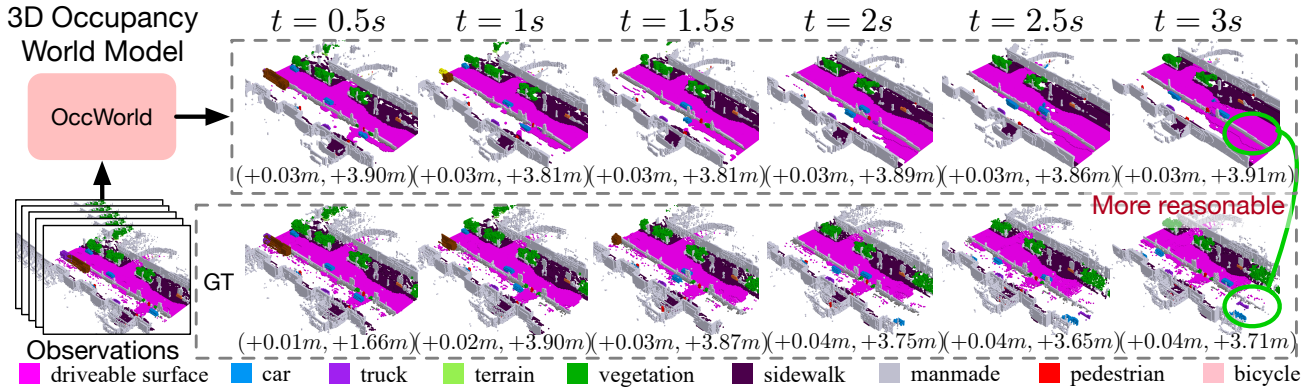 3D Occupancy
World Model
t = 0.5s t = 1s t = 1.5s t = 2s t = 2.5s t = 3s
OccWorld
(+0.03m, +3.90m) (+0.03m, +3.81m) (+0.03m, +3.81m) (+0.03m, +3.89m) (+0.03m, +3.86m) (+0.03m, +3.91m)
More reasonable
GT
(+0.01m, +1.66m) (+0.02m, +3.90m) (+0.03m, +3.87m) (+0.04m, +3.75m) (+0.04m, +3.65m) (+0.04m, +3.71m)
Observations
driveable surface car truck terrain vegetation sidewalk manmade pedestrian bicycle